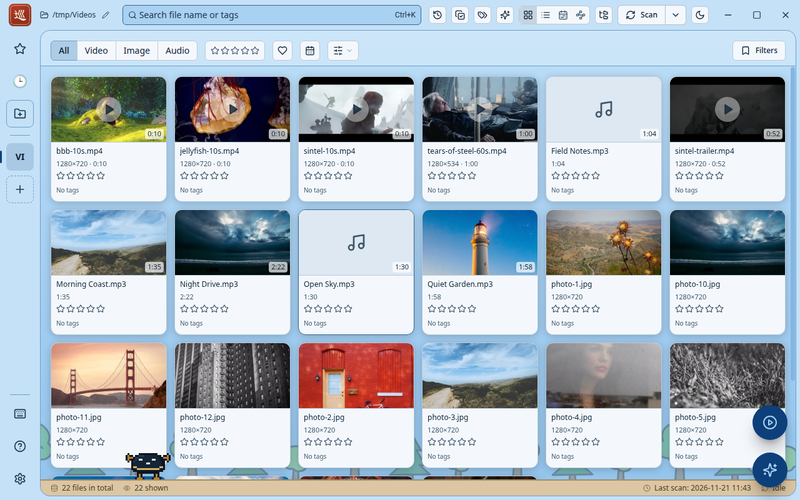 /tmp/Videos
Search file name or tags
Ctrl+K
Scan
All
Video
Image
Audio
Filters
VI
0:10
0:10
0:10
1:00
1:04
0:52
bbb-10s.mp4
jellyfish-10s.mp4
sintel-10s.mp4
tears-of-steel-60s.mp4
Field Notes.mp3
sintel-trailer.mp4
1280×720 · 0:10
1280×720 · 0:10
1280×720 · 0:10
1280×534 · 1:00
1:04
1280×720 · 0:52
No tags
No tags
No tags
No tags
No tags
No tags
1:35
2:22
1:30
1:58
Morning Coast.mp3
Night Drive.mp3
Open Sky.mp3
Quiet Garden.mp3
photo-1.jpg
photo-10.jpg
1:35
2:22
1:30
1:58
1280×720
1280×720
No tags
No tags
No tags
No tags
No tags
No tags
photo-11.jpg
photo-12.jpg
photo-2.jpg
photo-3.jpg
photo-4.jpg
photo-5.jpg
1280×720
1280×720
1280×720
1280×720
1280×720
1280×720
No tags
No tags
No tags
No tags
No tags
No tags
22 files in total
22 shown
Last scan: 2026-11-21 11:43
Idle